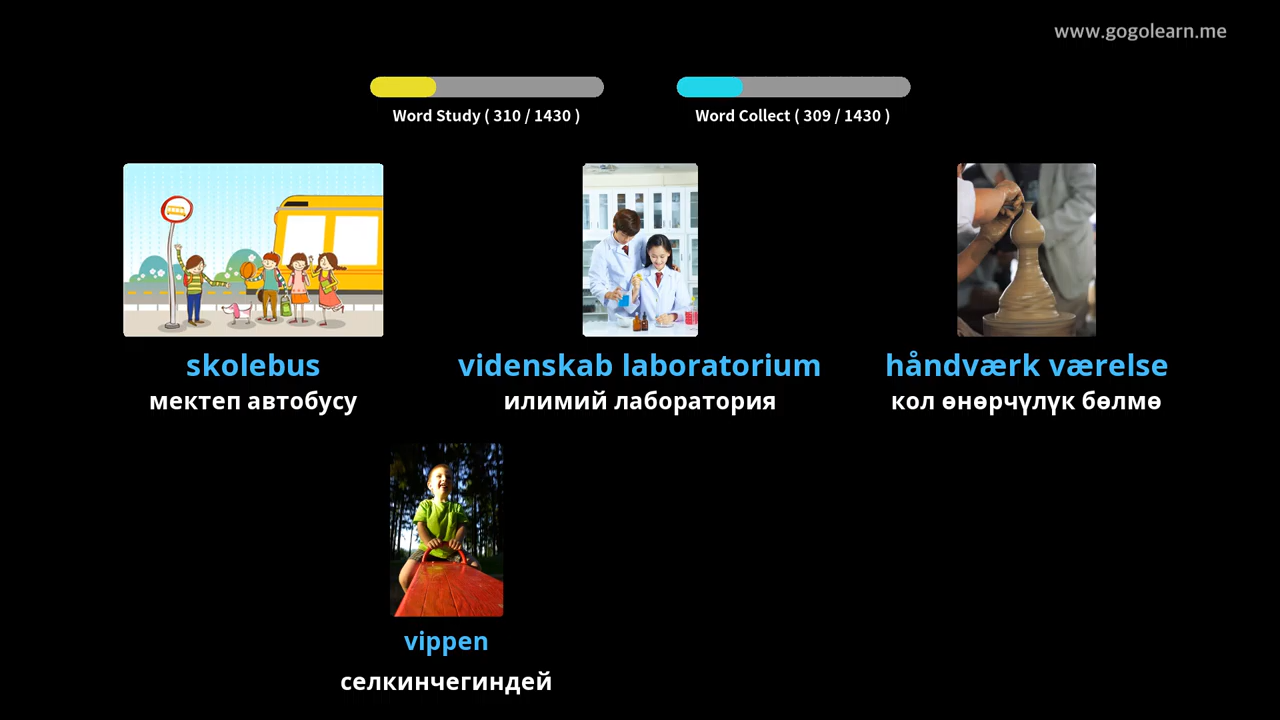 www.gogolearn.me
Word Study ( 310 / 1430 )
Word Collect ( 309 / 1430 )
skolebus
videnskab laboratorium
håndværk værelse
мектеп автобусу
илимий лаборатория
кол өнөрчүлүк бөлмө
vippen
селкинчегиндей